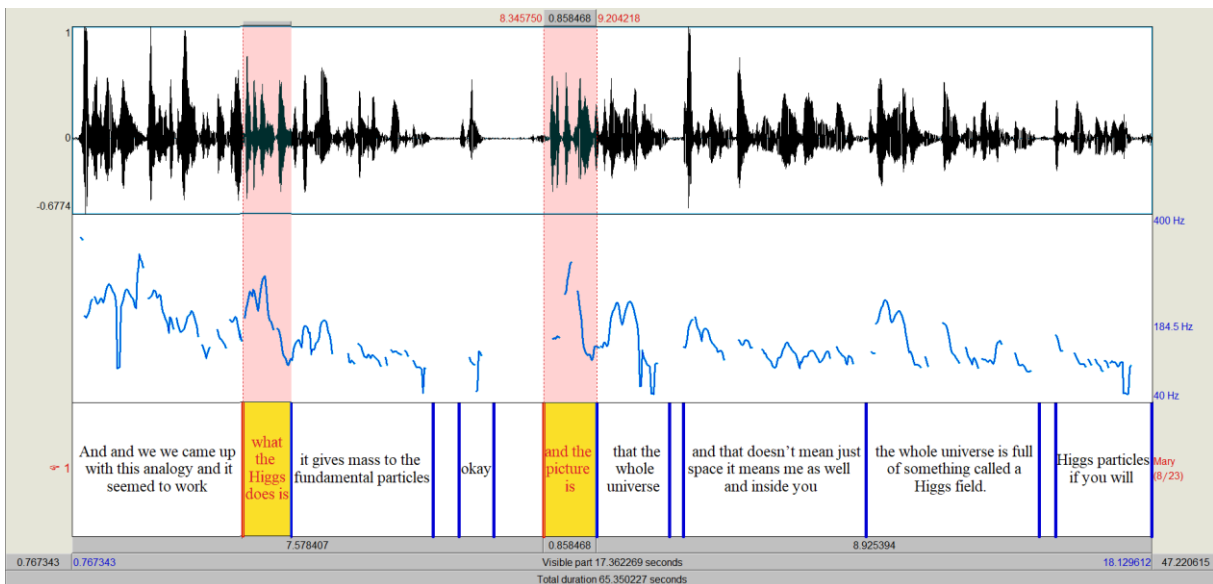 8.345750 0.858468 9.204218
1
0
-0.6774
400 Hz
184.5 Hz
40 Hz
☞ 1
And and we we came up
with this analogy and it
seemed to work
what
the
Higgs
does is
it gives mass to the
fundamental particles
okay
and the
picture
is
that the
whole
universe
and that doesn’t mean just
space it means me as well
and inside you
the whole universe is full
of something called a
Higgs field.
Higgs particles
if you will
Mary
(8/23)
7.578407 0.858468 8.925394
0.767343 0.767343 Visible part 17.362269 seconds 18.129612 47.220615
Total duration 65.350227 seconds